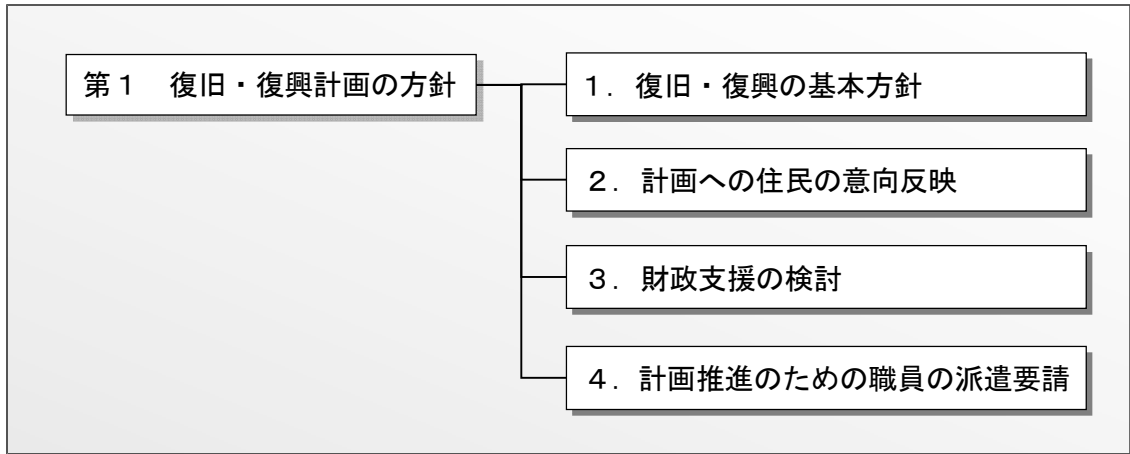 第１　復旧・復興計画の方針
１．復旧・復興の基本方針
２．計画への住民の意向反映
３．財政支援の検討
４．計画推進のための職員の派遣要請